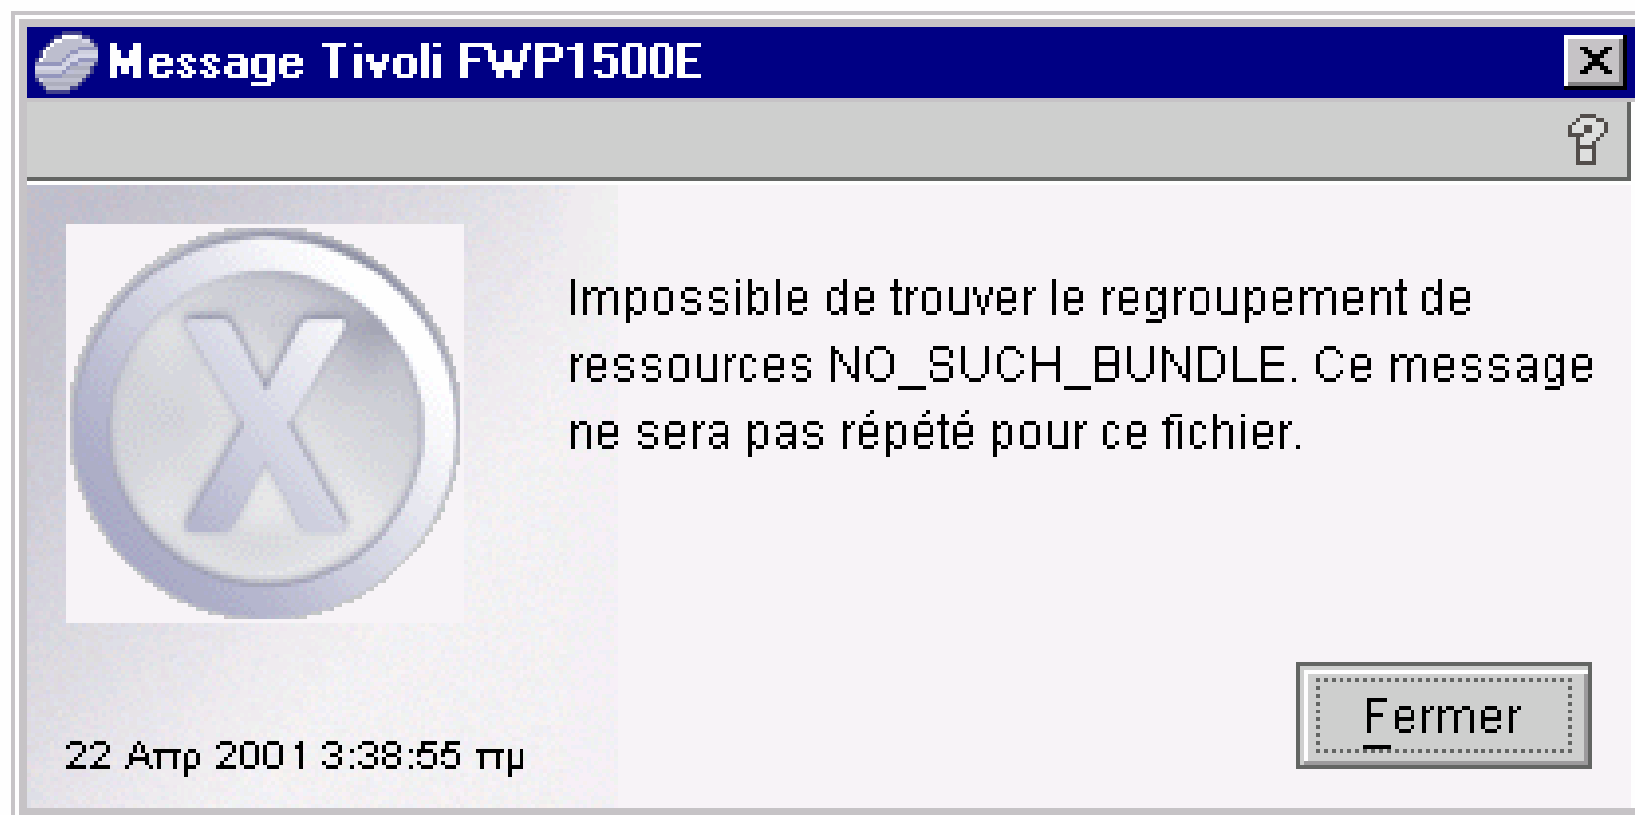 Message Tivoli FWP1500E
Impossible de trouver le regroupement de
ressources NO_SUCH_BUNDLE. Ce message
ne sera pas répété pour ce fichier.
22 Απρ 2001 3:38:55 πμ
Fermer